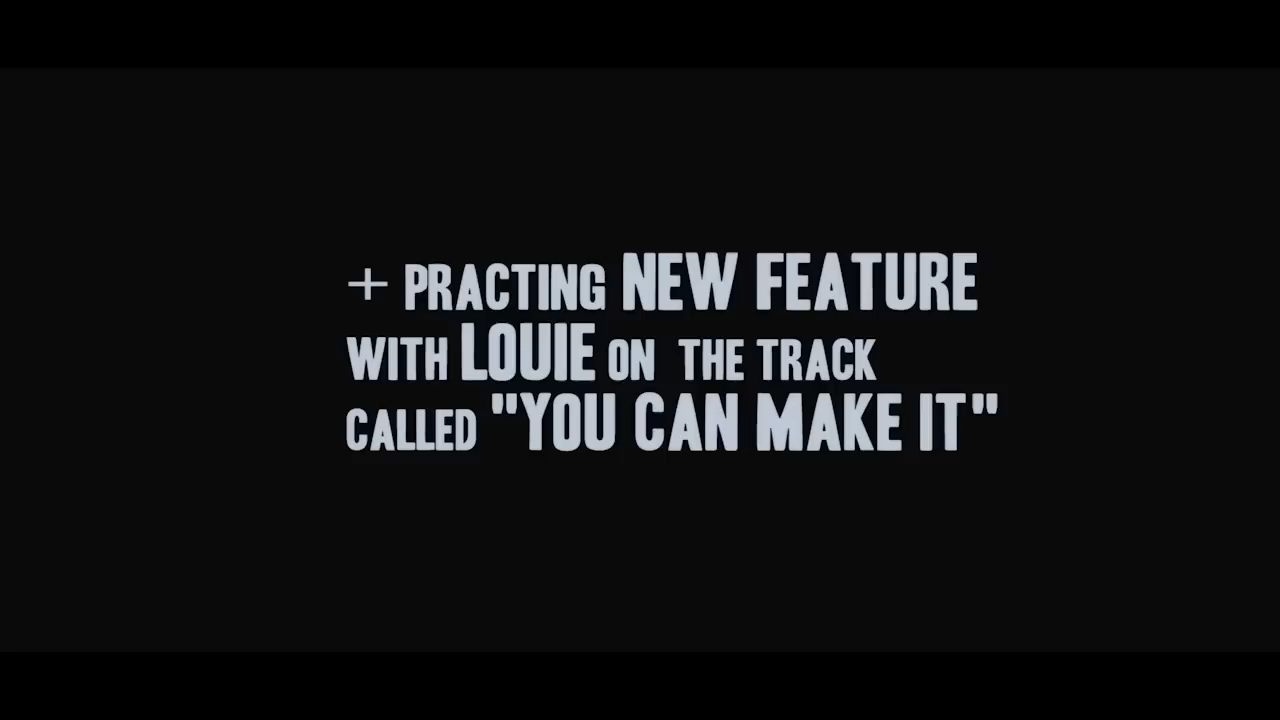 + PRACTING NEW FEATURE
WITH LOUIE ON THE TRACK
CALLED "YOU CAN MAKE IT"